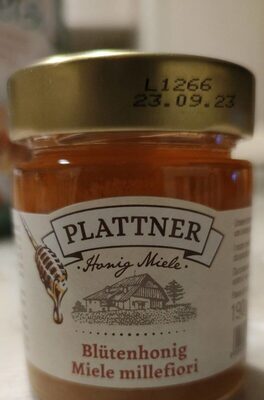 L1266
23.09.23
PLATTNER
Honig Miele
Blütenhonig
Miele millefiori